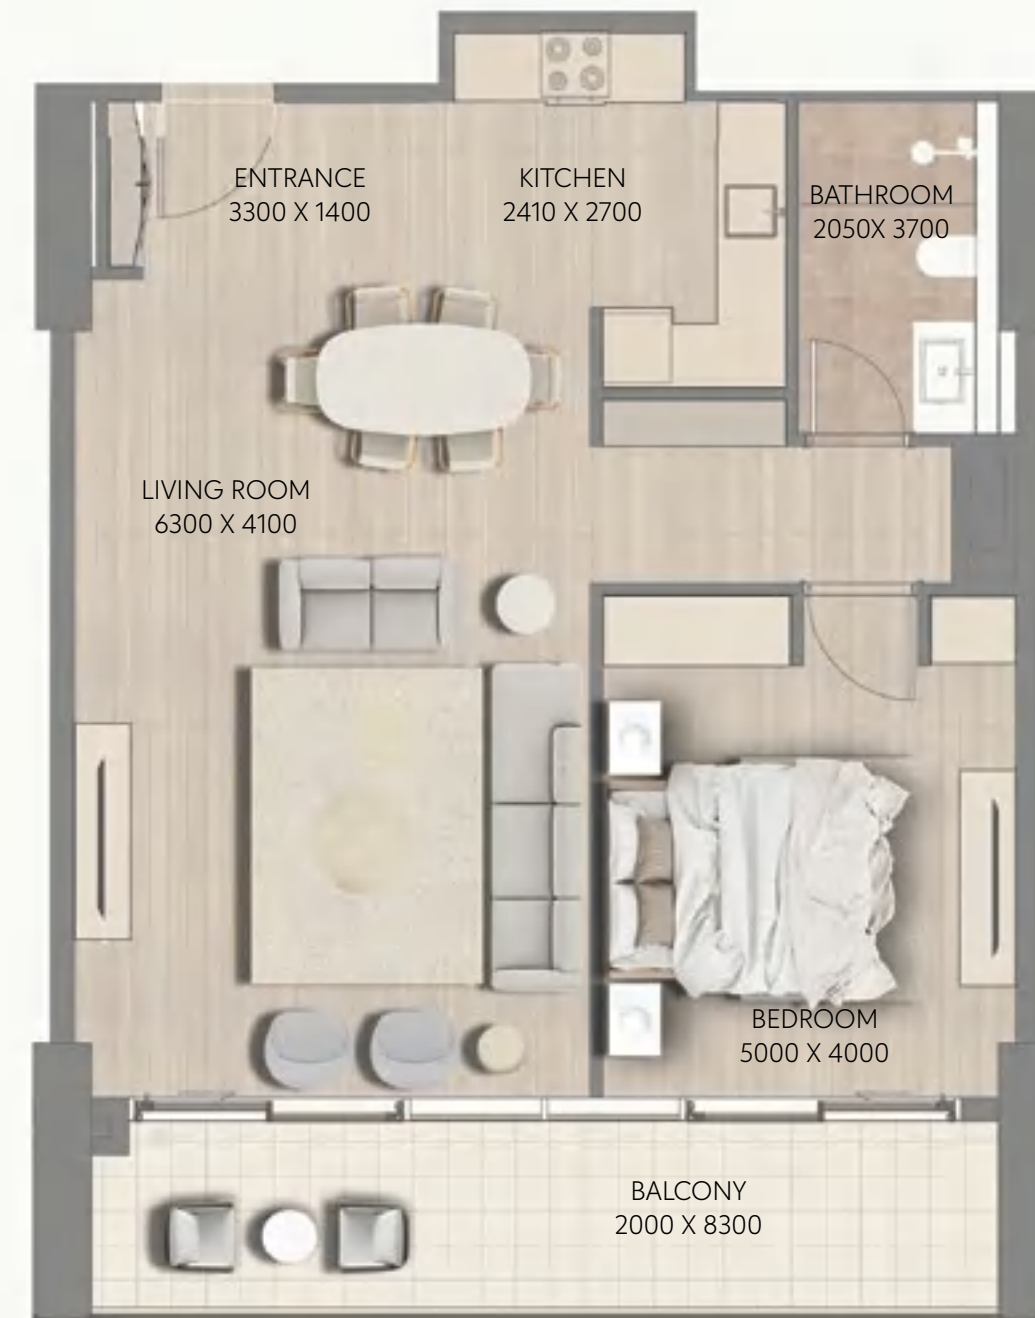 ENTRANCE
3300 X 1400
KITCHEN
2410 X 2700
BATHROOM
2050X 3700
LIVING ROOM
6300 X 4100
BEDROOM
5000 X 4000
BALCONY
2000 X 8300